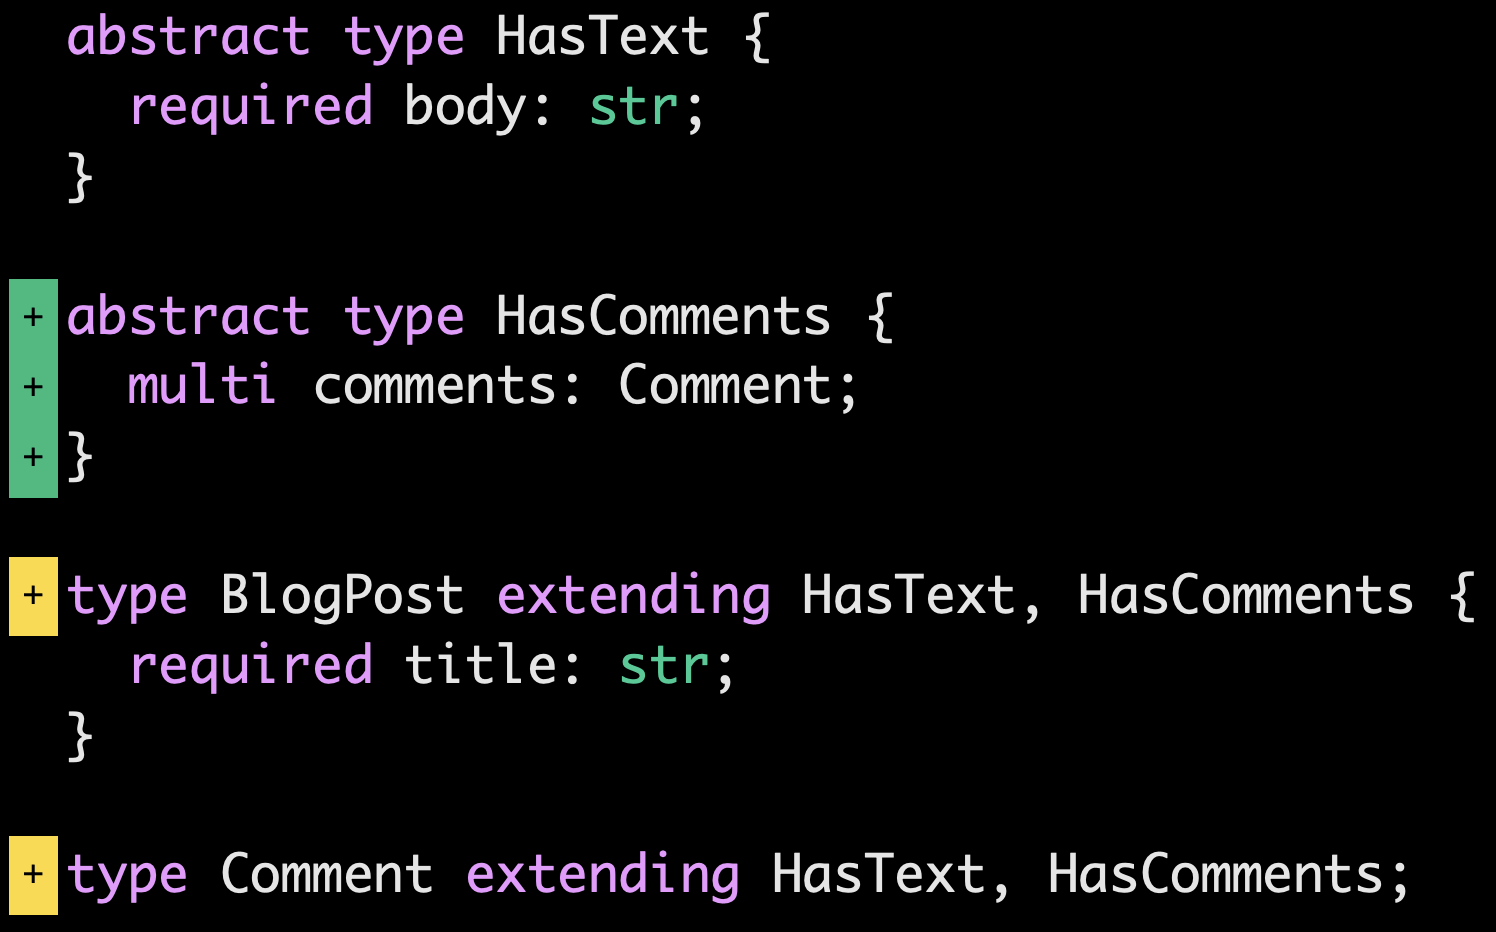 abstract type HasText {
  required body: str;
}

+ abstract type HasComments {
+   multi comments: Comment;
+ }

+ type BlogPost extending HasText, HasComments {
  required title: str;
}

+ type Comment extending HasText, HasComments;